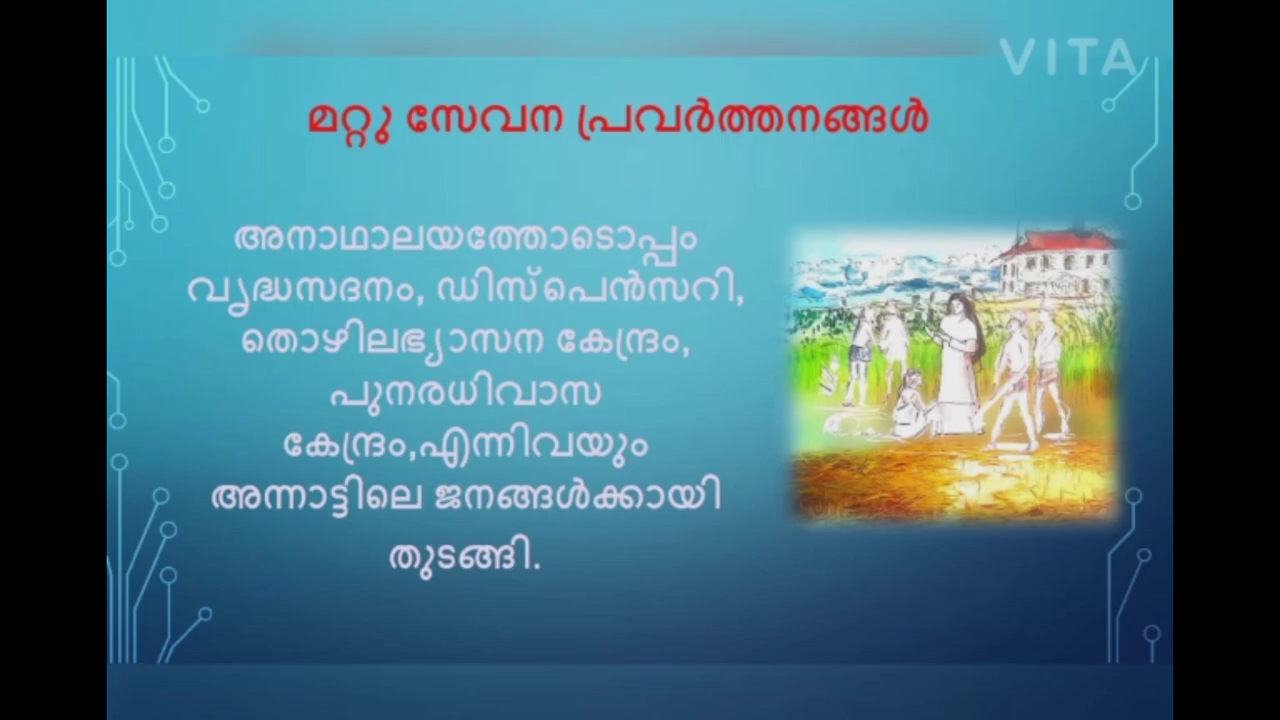 VITA
മറ്റു സേവന പ്രവർത്തനങ്ങൾ
അനാഥാലയത്തോടൊപ്പം
വൃദ്ധസദനം, ഡിസ്പെൻസറി,
തൊഴിലഭ്യാസന കേന്ദ്രം,
പുനരധിവാസ
കേന്ദ്രം,എന്നിവയും
അന്നാട്ടിലെ ജനങ്ങൾക്കായി
തുടങ്ങി.